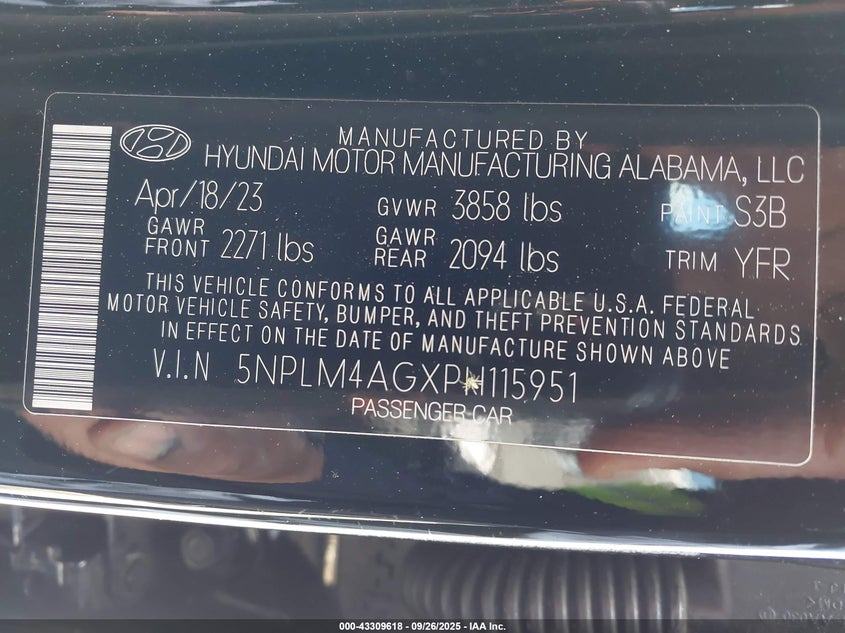 MANUFACTURED BY
HYUNDAI MOTOR MANUFACTURING ALABAMA, LLC
Apr/18/23 GVWR 3858 lbs PAINT S3B
GAWR FRONT 2271 lbs GAWR REAR 2094 lbs TRIM YFR
THIS VEHICLE CONFORMS TO ALL APPLICABLE U.S.A. FEDERAL
MOTOR VEHICLE SAFETY, BUMPER, AND THEFT PREVENTION STANDARDS
IN EFFECT ON THE DATE OF MANUFACTURE SHOWN ABOVE
V.I.N 5NPLM4AGXPH115951
PASSENGER CAR
000-43309618 - 09/26/2025 - IAA Inc.